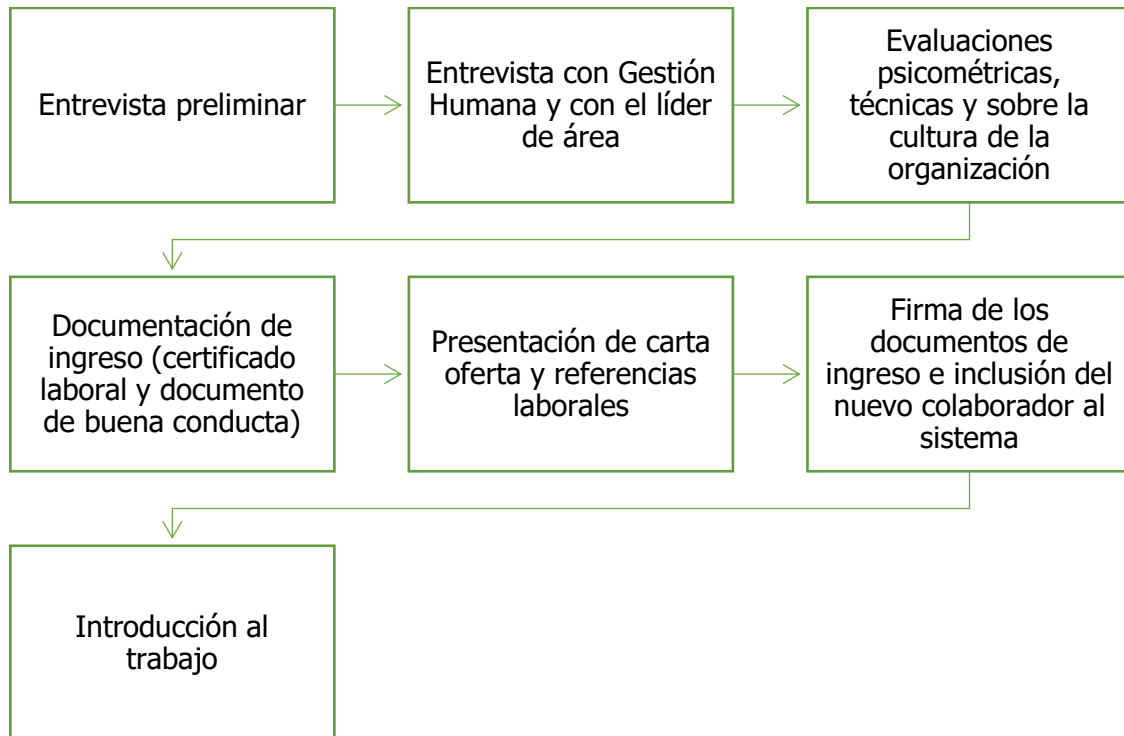 Entrevista preliminar
Entrevista con Gestión
Humana y con el líder
de área
Evaluaciones
psicométricas,
técnicas y sobre la
cultura de la
organización
Documentación de
ingreso (certificado
laboral y documento
de buena conducta)
Presentación de carta
oferta y referencias
laborales
Firma de los
documentos de
ingreso e inclusión del
nuevo colaborador al
sistema
Introducción al
trabajo